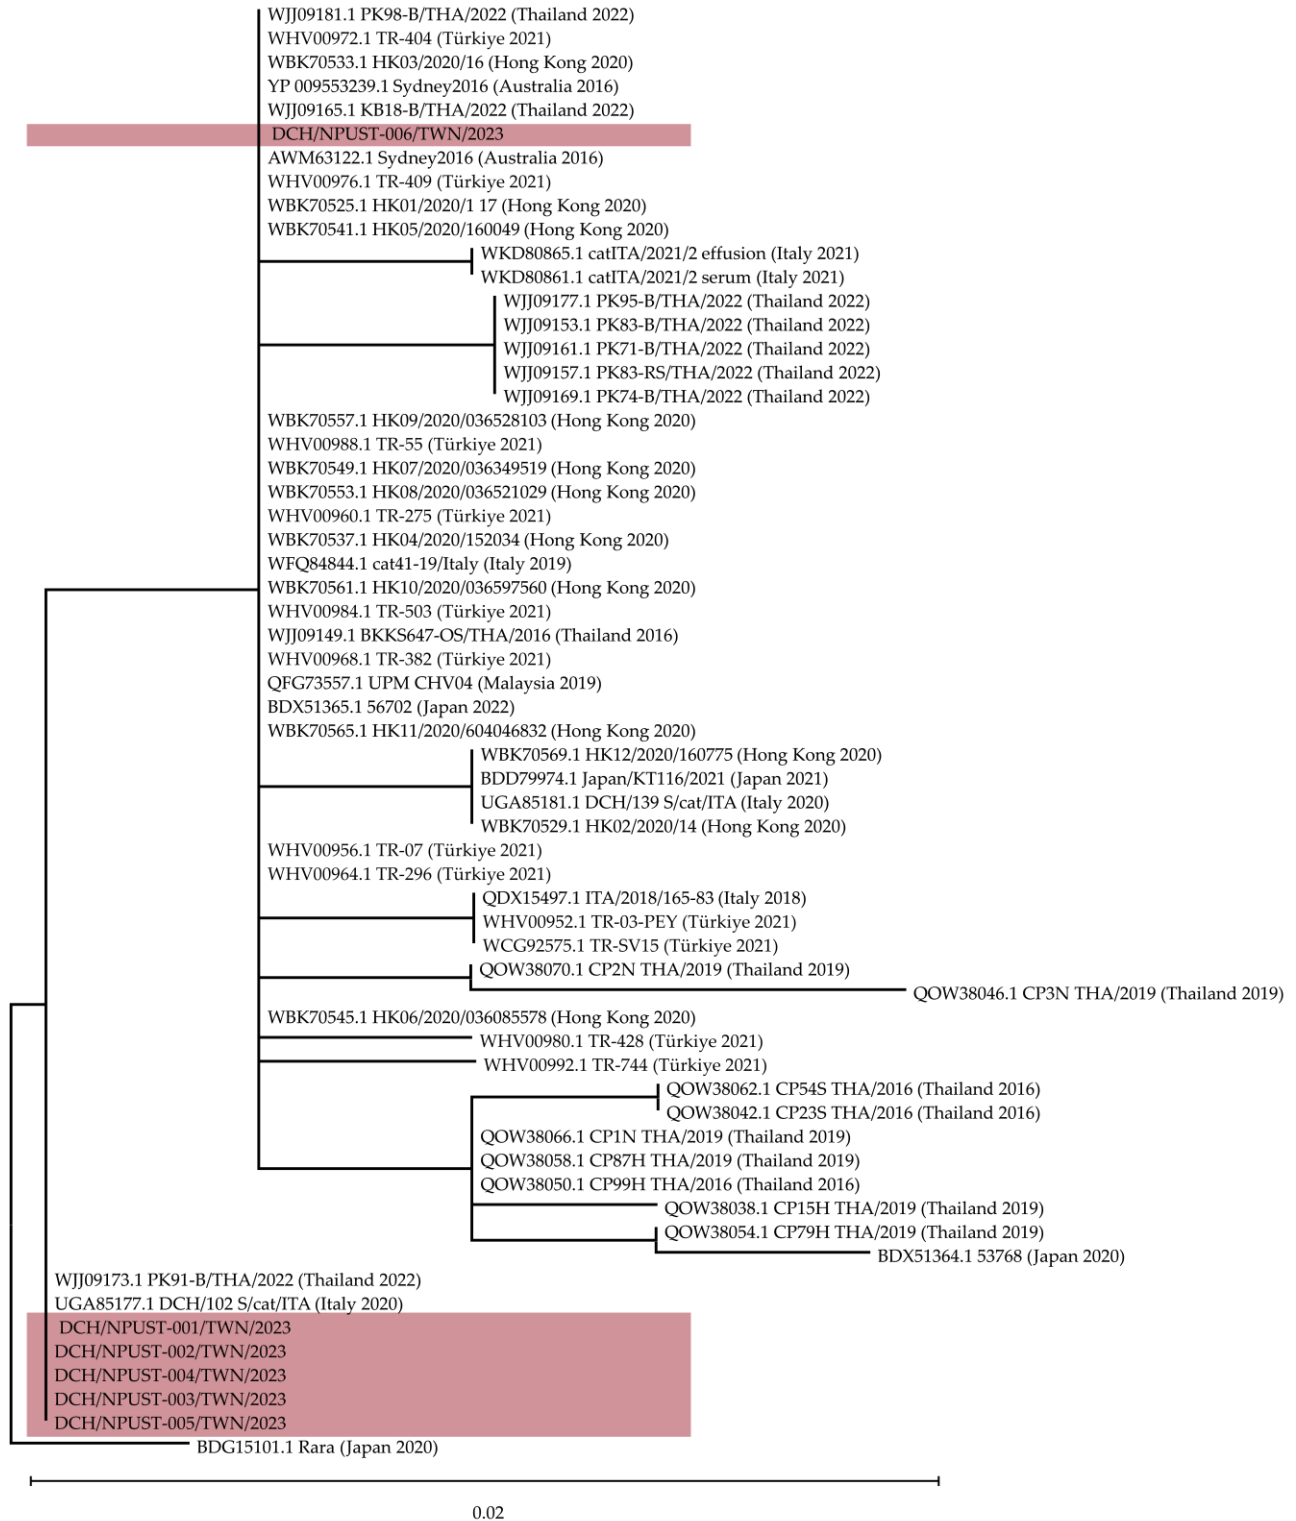 WJJ09181.1 PK98-B/THA/2022 (Thailand 2022)
WHV00972.1 TR-404 (Türkiye 2021)
WBK70533.1 HK03/2020/16 (Hong Kong 2020)
YP 009553239.1 Sydney2016 (Australia 2016)
WJJ09165.1 KB18-B/THA/2022 (Thailand 2022)
DCH/NPUST-006/TWN/2023
AWM63122.1 Sydney2016 (Australia 2016)
WHV00976.1 TR-409 (Türkiye 2021)
WBK70525.1 HK01/2020/1 17 (Hong Kong 2020)
WBK70541.1 HK05/2020/160049 (Hong Kong 2020)
WKD80865.1 catITA/2021/2 effusion (Italy 2021)
WKD80861.1 catITA/2021/2 serum (Italy 2021)
WJJ09177.1 PK95-B/THA/2022 (Thailand 2022)
WJJ09153.1 PK83-B/THA/2022 (Thailand 2022)
WJJ09161.1 PK71-B/THA/2022 (Thailand 2022)
WJJ09157.1 PK83-RS/THA/2022 (Thailand 2022)
WJJ09169.1 PK74-B/THA/2022 (Thailand 2022)
WBK70557.1 HK09/2020/036528103 (Hong Kong 2020)
WHV00988.1 TR-55 (Türkiye 2021)
WBK70549.1 HK07/2020/036349519 (Hong Kong 2020)
WBK70553.1 HK08/2020/036521029 (Hong Kong 2020)
WHV00960.1 TR-275 (Türkiye 2021)
WBK70537.1 HK04/2020/152034 (Hong Kong 2020)
WFQ84844.1 cat41-19/Italy (Italy 2019)
WBK70561.1 HK10/2020/036597560 (Hong Kong 2020)
WHV00984.1 TR-503 (Türkiye 2021)
WJJ09149.1 BKKS647-OS/THA/2016 (Thailand 2016)
WHV00968.1 TR-382 (Türkiye 2021)
QFG73557.1 UPM CHV04 (Malaysia 2019)
BDX51365.1 56702 (Japan 2022)
WBK70565.1 HK11/2020/604046832 (Hong Kong 2020)
WBK70569.1 HK12/2020/160775 (Hong Kong 2020)
BDD79974.1 Japan/KT116/2021 (Japan 2021)
UGA85181.1 DCH/139 S/cat/ITA (Italy 2020)
WBK70529.1 HK02/2020/14 (Hong Kong 2020)
WHV00956.1 TR-07 (Türkiye 2021)
WHV00964.1 TR-296 (Türkiye 2021)
QDX15497.1 ITA/2018/165-83 (Italy 2018)
WHV00952.1 TR-03-PEY (Türkiye 2021)
WCG92575.1 TR-SV15 (Türkiye 2021)
QOW38070.1 CP2N THA/2019 (Thailand 2019)
QOW38046.1 CP3N THA/2019 (Thailand 2019)
WBK70545.1 HK06/2020/036085578 (Hong Kong 2020)
WHV00980.1 TR-428 (Türkiye 2021)
WHV00992.1 TR-744 (Türkiye 2021)
QOW38062.1 CP54S THA/2016 (Thailand 2016)
QOW38042.1 CP23S THA/2016 (Thailand 2016)
QOW38066.1 CP1N THA/2019 (Thailand 2019)
QOW38058.1 CP87H THA/2019 (Thailand 2019)
QOW38050.1 CP99H THA/2016 (Thailand 2016)
QOW38038.1 CP15H THA/2019 (Thailand 2019)
QOW38054.1 CP79H THA/2019 (Thailand 2019)
BDX51364.1 53768 (Japan 2020)
WJJ09173.1 PK91-B/THA/2022 (Thailand 2022)
UGA85177.1 DCH/102 S/cat/ITA (Italy 2020)
DCH/NPUST-001/TWN/2023
DCH/NPUST-002/TWN/2023
DCH/NPUST-004/TWN/2023
DCH/NPUST-003/TWN/2023
DCH/NPUST-005/TWN/2023
BDG15101.1 Rara (Japan 2020)
0.02